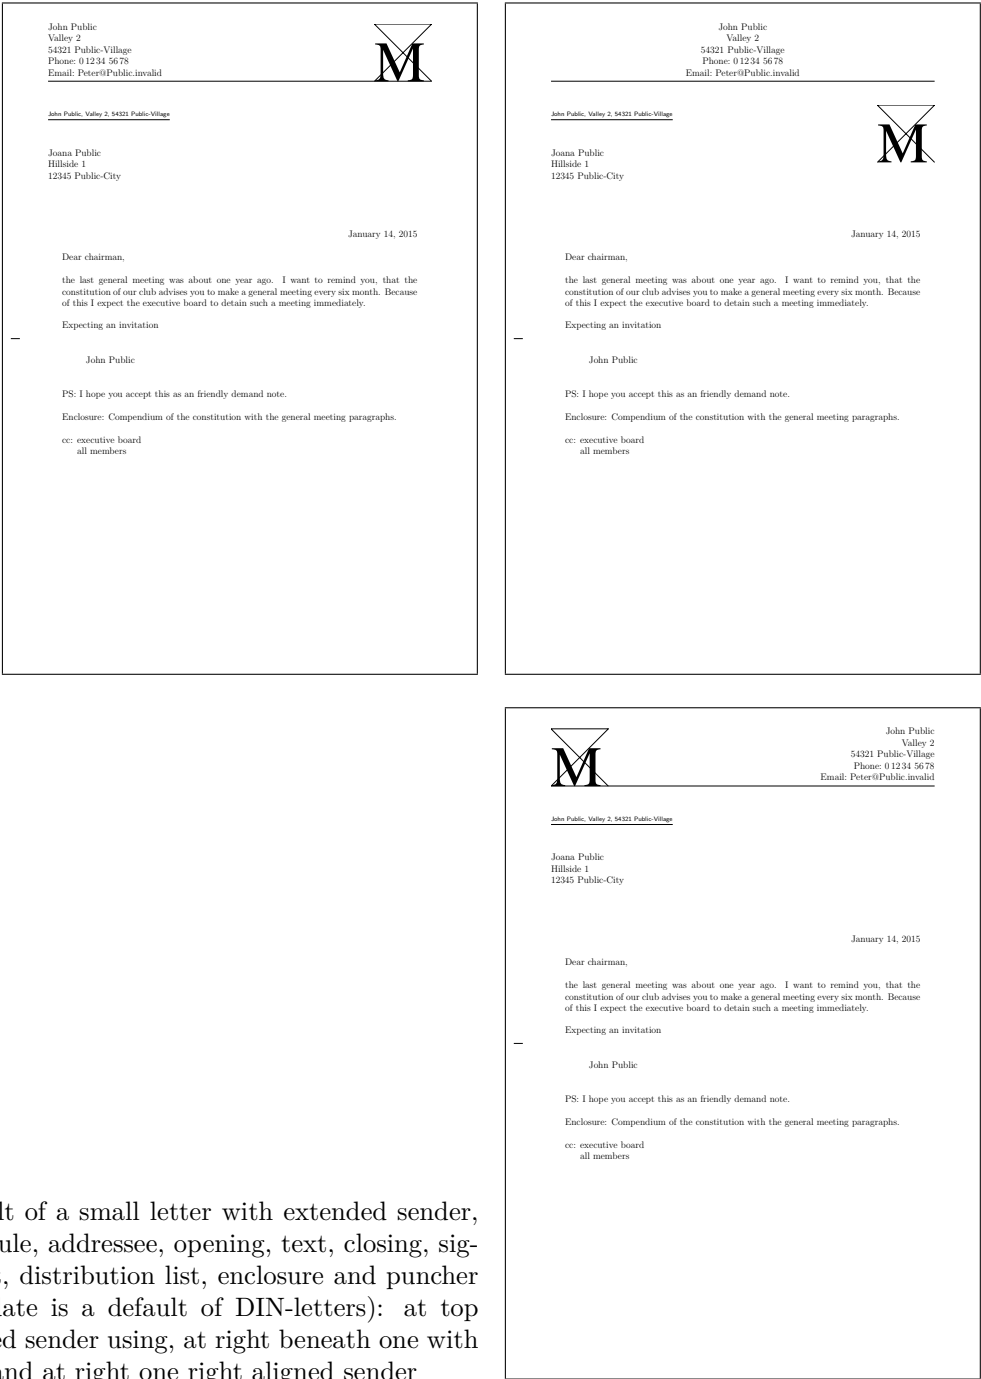 John Public
Valley 2
54321 Public-Village
Phone: 0 12 34 56 78
Email: Peter@Public.invalid
M
John Public, Valley 2, 54321 Public-Village
Joana Public
Hillside 1
12345 Public-City
January 14, 2015
Dear chairman,
the last general meeting was about one year ago. I want to remind you, that the
constitution of our club advises you to make a general meeting every six month. Because
of this I expect the executive board to detain such a meeting immediately.
Expecting an invitation
John Public
PS: I hope you accept this as an friendly demand note.
Enclosure: Compendium of the constitution with the general meeting paragraphs.
cc: executive board
all members
John Public
Valley 2
54321 Public-Village
Phone: 0 12 34 56 78
Email: Peter@Public.invalid
John Public, Valley 2, 54321 Public-Village
M
Joana Public
Hillside 1
12345 Public-City
January 14, 2015
Dear chairman,
the last general meeting was about one year ago. I want to remind you, that the
constitution of our club advises you to make a general meeting every six month. Because
of this I expect the executive board to detain such a meeting immediately.
Expecting an invitation
John Public
PS: I hope you accept this as an friendly demand note.
Enclosure: Compendium of the constitution with the general meeting paragraphs.
cc: executive board
all members
M
John Public
Valley 2
54321 Public-Village
Phone: 0 12 34 56 78
Email: Peter@Public.invalid
John Public, Valley 2, 54321 Public-Village
Joana Public
Hillside 1
12345 Public-City
January 14, 2015
Dear chairman,
the last general meeting was about one year ago. I want to remind you, that the
constitution of our club advises you to make a general meeting every six month. Because
of this I expect the executive board to detain such a meeting immediately.
Expecting an invitation
John Public
PS: I hope you accept this as an friendly demand note.
Enclosure: Compendium of the constitution with the general meeting paragraphs.
cc: executive board
all members
of a small letter with extended sender,
addressee, opening, text, closing, sig-
distribution list, enclosure and puncher
is a default of DIN-letters): at top
sender using, at right beneath one with
and at right one right aligned sender